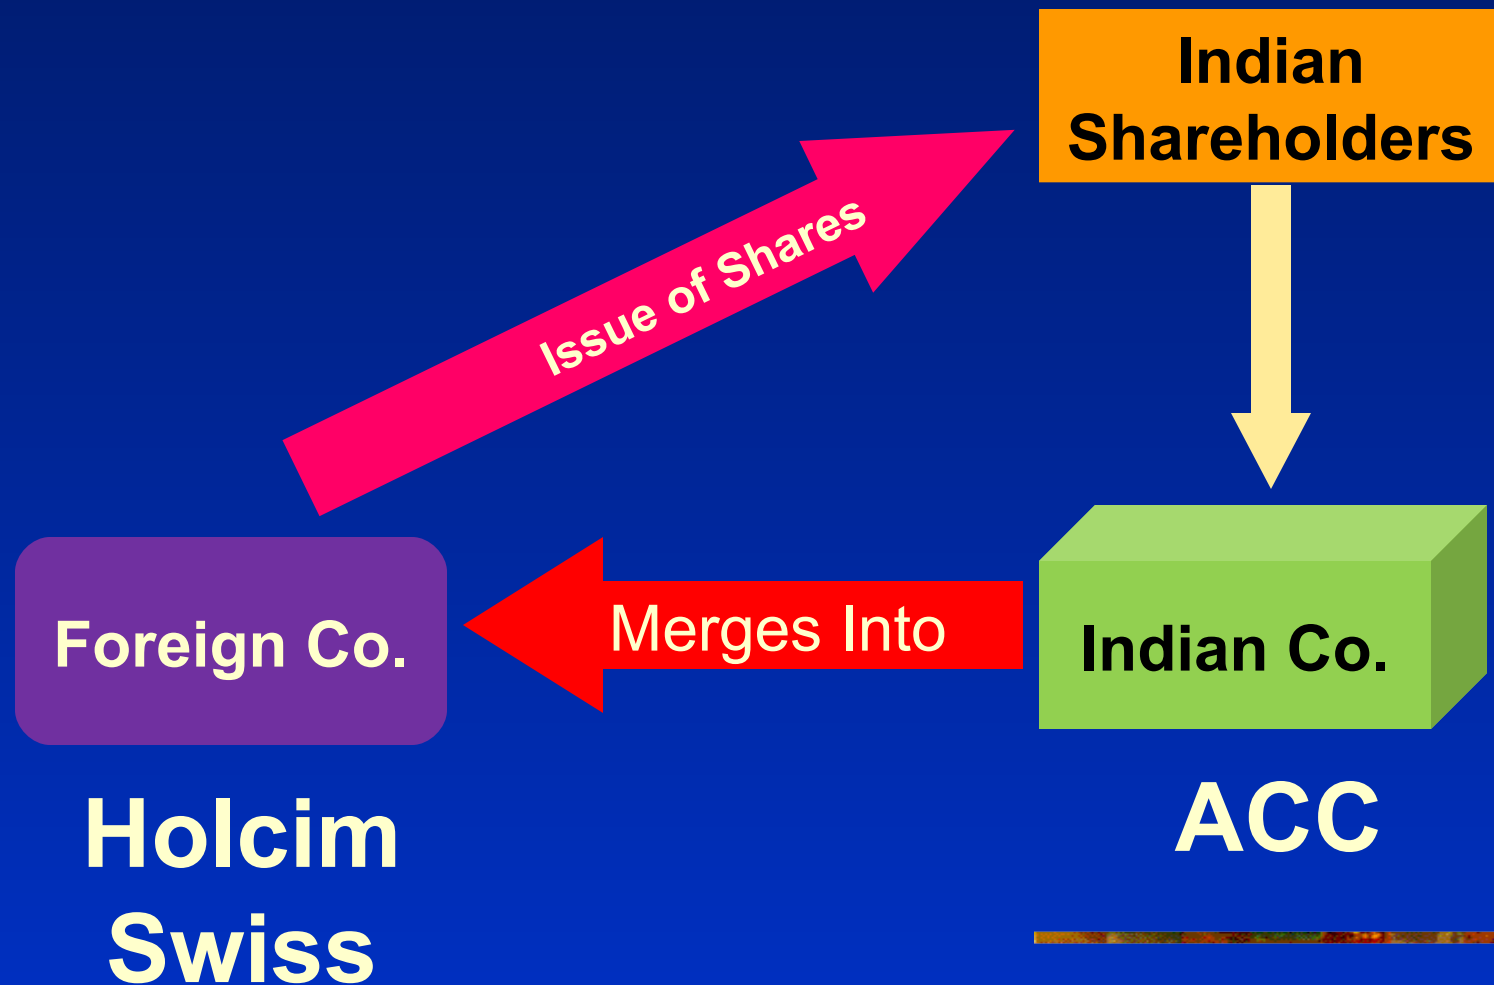 Indian
Shareholders
Issue of Shares
Foreign Co.
Merges Into
Indian Co.
Holcim
Swiss
ACC